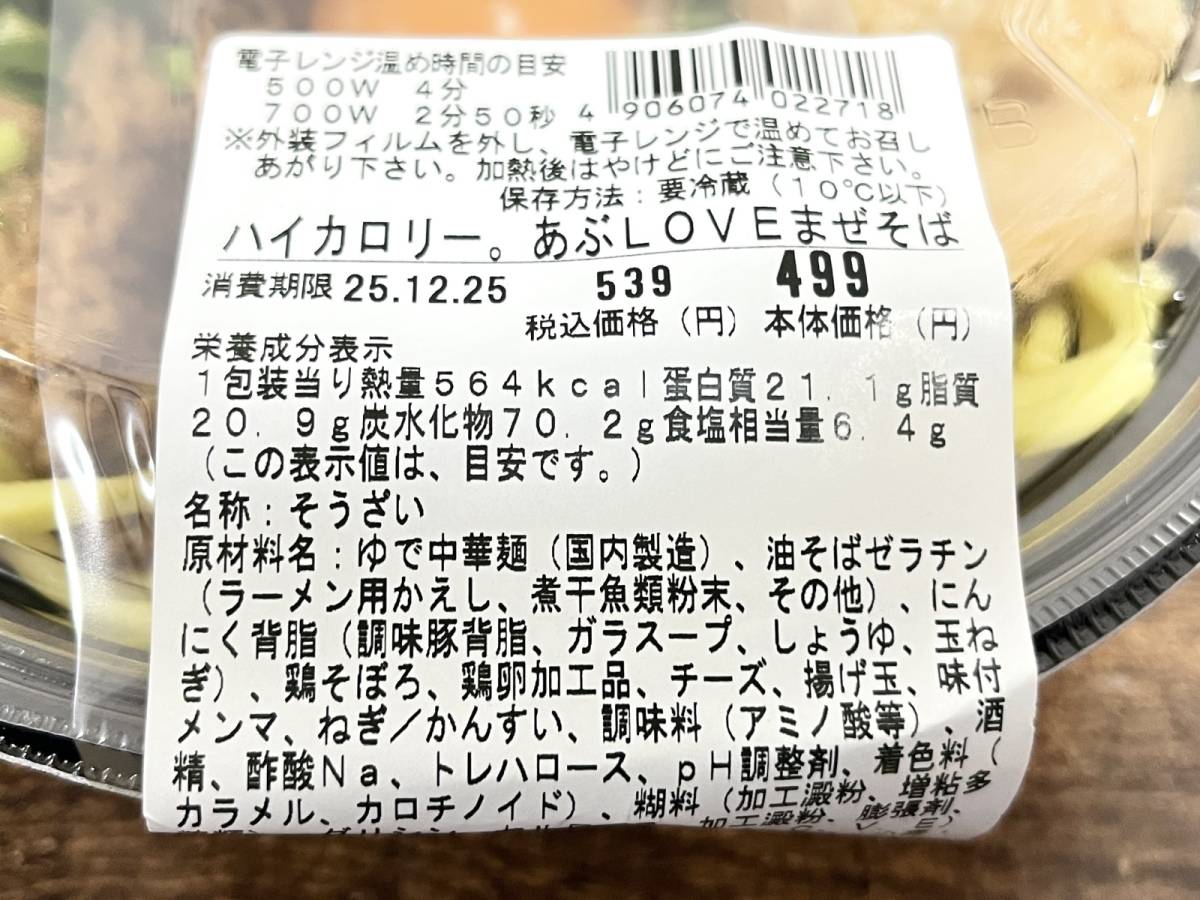 電子レンジ温め時間の目安
500W 4分
700W 2分50秒
4 906074 022718
※外装フィルムを外し、電子レンジで温めてお召し
あがり下さい。加熱後はやけどにご注意下さい。
保存方法：要冷蔵（10℃以下）
ハイカロリー。あぶLOVEまぜそば
消費期限 25.12.25 539 499
税込価格（円） 本体価格（円）
栄養成分表示
1包装当り熱量564kcal蛋白質21.1g脂質
20.9g炭水化物70.2g食塩相当量6.4g
（この表示値は、目安です。）
名称：そうざい
原材料名：ゆで中華麺（国内製造）、油そばゼラチン
（ラーメン用かえし、煮干魚類粉末、その他）、にん
にく背脂（調味豚背脂、ガラスープ、しょうゆ、玉ね
ぎ）、鶏そぼろ、鶏卵加工品、チーズ、揚げ玉、味付
メンマ、ねぎ／かんすい、調味料（アミノ酸等）、酒
精、酢酸Na、トレハロース、pH調整剤、着色料（
カラメル、カロチノイド）、糊料（加工澱粉、増粘多
加工澱粉、膨張剤、